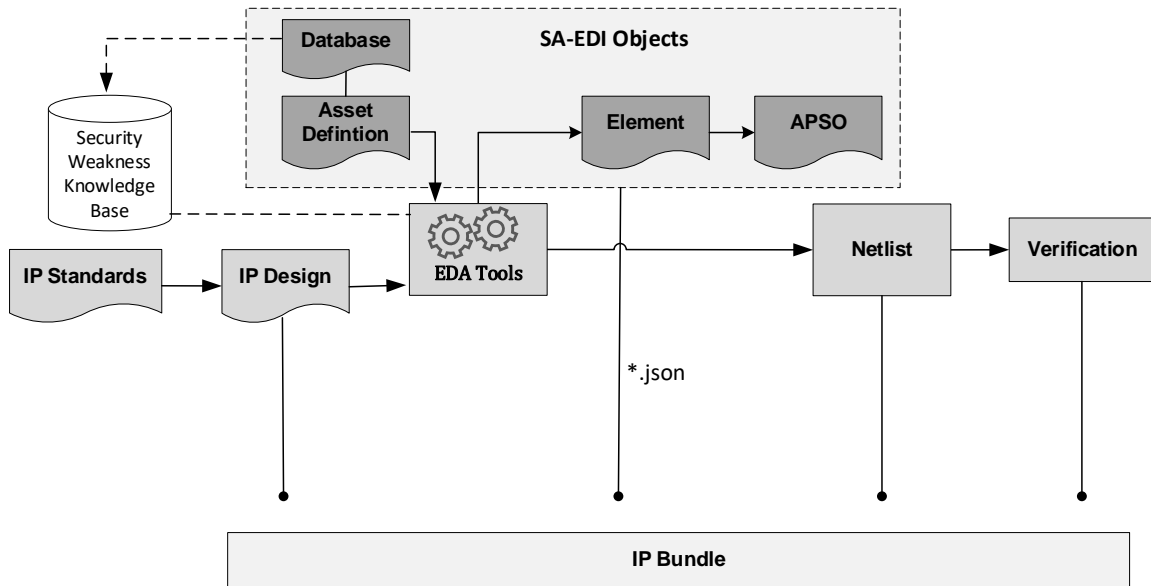 Database
SA-EDI Objects
Asset
Defintion
Element
APSO
Security
Weakness
Knowledge
Base
EDA Tools
IP Standards
IP Design
Netlist
Verification
*.json
IP Bundle